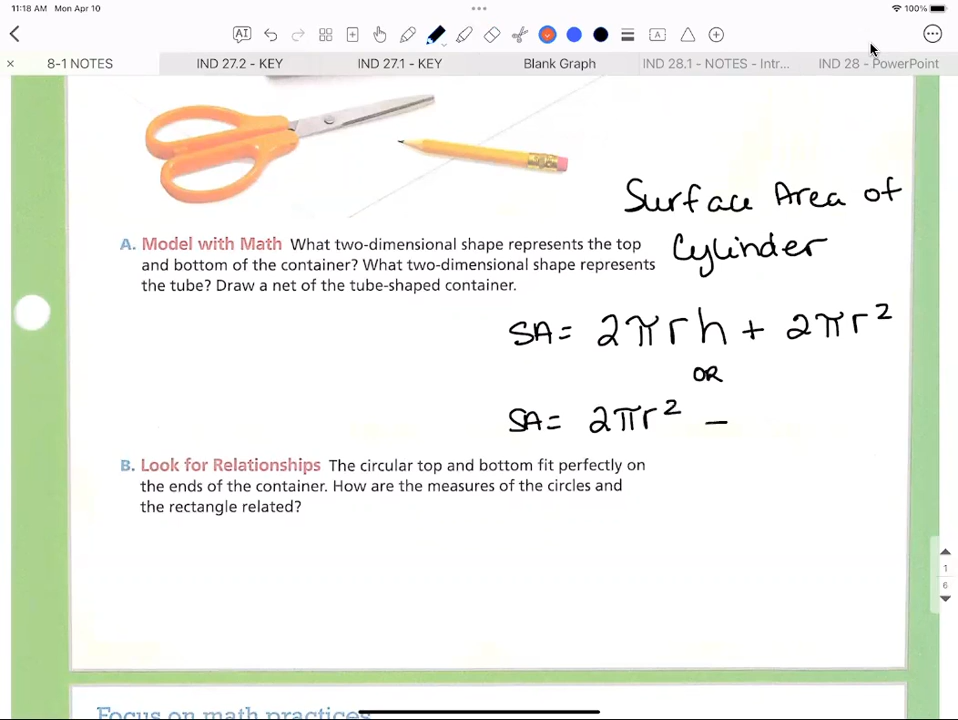 11:18 AM Mon Apr 10
100%
AI
A
8-1 NOTES
IND 27.2 - KEY
IND 27.1 - KEY
Blank Graph
IND 28.1 - NOTES - Intr...
IND 28 - PowerPoint
Surface Area of
Cylinder
A. Model with Math What two-dimensional shape represents the top
and bottom of the container? What two-dimensional shape represents
the tube? Draw a net of the tube-shaped container.
SA= 2πrh + 2πr²
OR
SA= 2πr² –
B. Look for Relationships The circular top and bottom fit perfectly on
the ends of the container. How are the measures of the circles and
the rectangle related?
1
6
Focus on math practices